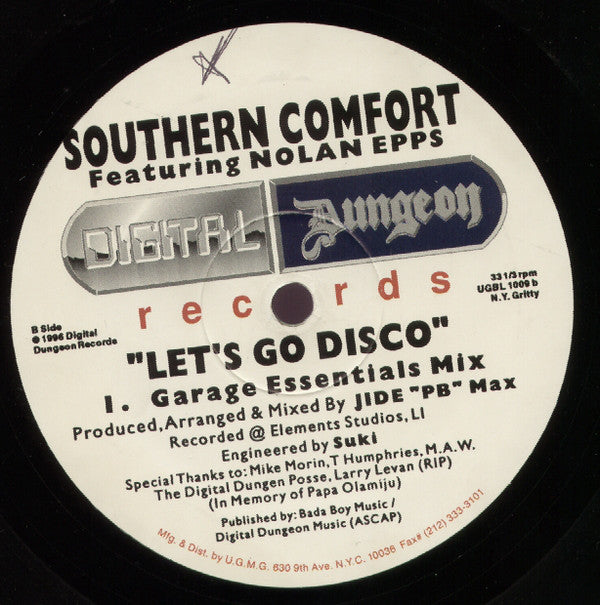 SOUTHERN COMFORT
Featuring NOLAN EPPS
DIGITAL Dungeon
records
B Side
℗ 1996 Digital
Dungeon Records
33 1/3 rpm
UGBL 1009 b
N.Y. Gritty
"LET'S GO DISCO"
1. Garage Essentials Mix
Produced, Arranged & Mixed By JIDE "PB" Max
Recorded @ Elements Studios, LI
Engineered by Suki
Special Thanks to: Mike Morin, T Humphries, M.A.W.
The Digital Dungen Posse, Larry Levan (RIP)
(In Memory of Papa Olamiju)
Published by: Bada Boy Music /
Digital Dungeon Music (ASCAP)
Mfg. & Dist. by U.G.M.G. 630 9th Ave. N.Y.C. 10036 Fax# (212) 333-3101